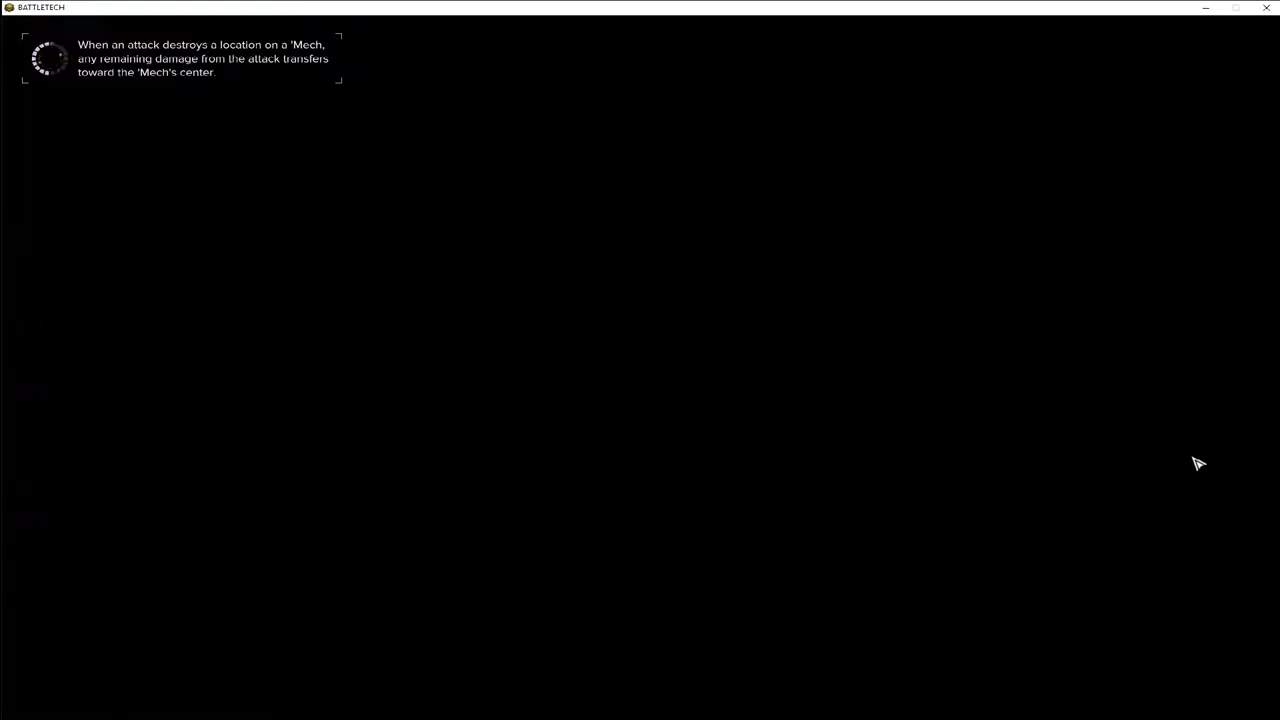 BATTLETECH
When an attack destroys a location on a 'Mech,
any remaining damage from the attack transfers
toward the 'Mech's center.